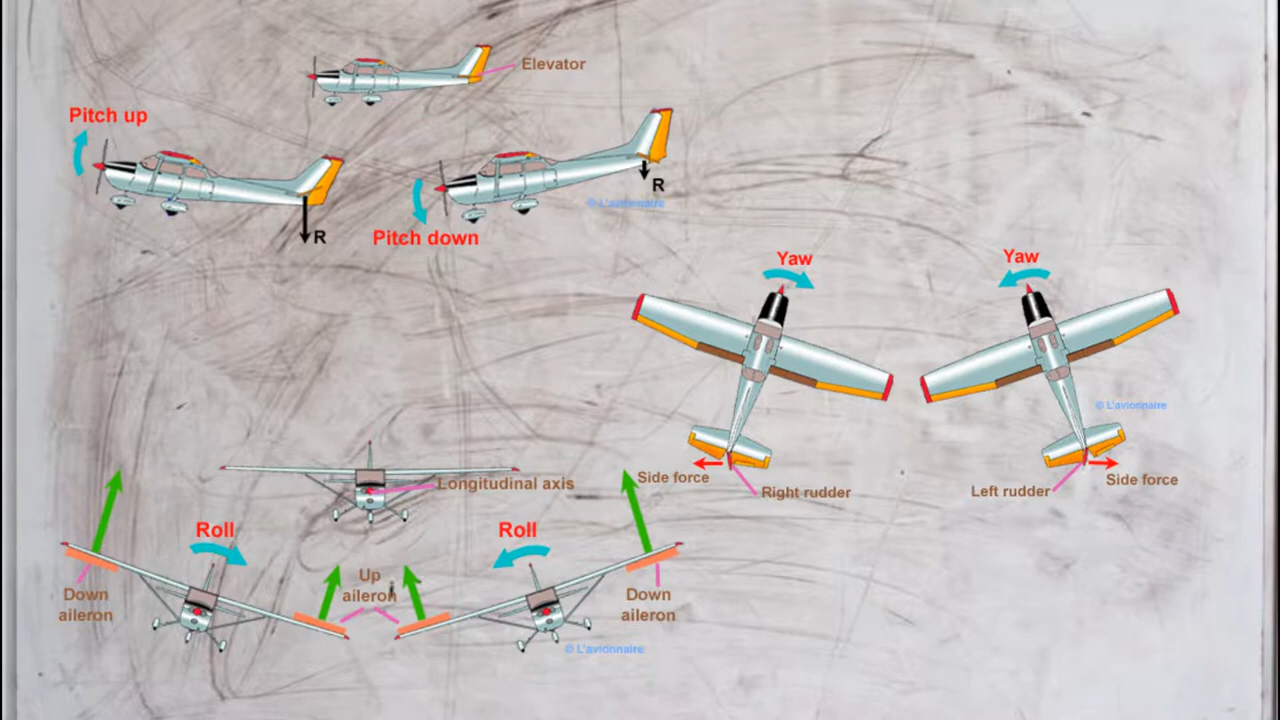 Elevator
Pitch up
R
Pitch down
R
© L'avionnaire
Yaw
Yaw
© L'avionnaire
Side force
Right rudder
Left rudder
Side force
Longitudinal axis
Roll
Roll
Up
aileron
Down
aileron
Down
aileron
© L'avionnaire